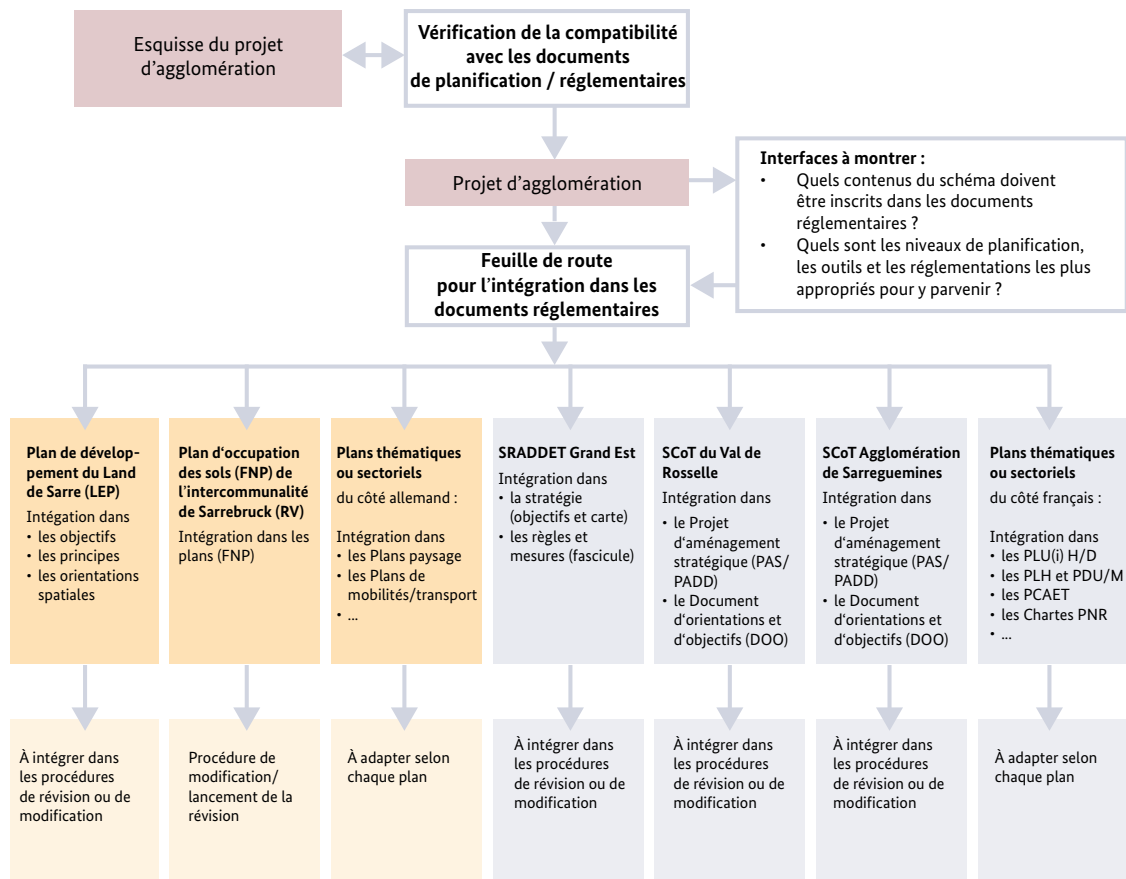 Esquisse du projet
d'agglomération
Vérification de la compatibilité
avec les documents
de planification / réglementaires
Projet d'agglomération
Interfaces à montrer :
• Quels contenus du schéma doivent
être inscrits dans les documents
réglementaires ?
• Quels sont les niveaux de planification,
les outils et les réglementations les plus
appropriés pour y parvenir ?
Feuille de route
pour l'intégration dans les
documents réglementaires
Plan de dévelop-
pement du Land
de Sarre (LEP)
Intégation dans
• les objectifs
• les principes
• les orientations
spatiales
Plan d'occupation
des sols (FNP) de
l'intercommunalité
de Sarrebruck (RV)
Intégration dans les
plans (FNP)
Plans thématiques
ou sectoriels
du côté allemand :
Intégration dans
• les Plans paysage
• les Plans de
mobilités/transport
• ...
SRADDET Grand Est
Intégration dans
• la stratégie
(objectifs et carte)
• les règles et
mesures (fascicule)
SCoT du Val de
Rosselle
Intégration dans
• le Projet
d'aménagement
stratégique (PAS/
PADD)
• le Document
d'orientations et
d'objectifs (DOO)
SCoT Agglomération
de Sarreguemines
Intégration dans
• le Projet
d'aménagement
stratégique (PAS/
PADD)
• le Document
d'orientations et
d'objectifs (DOO)
Plans thématiques
ou sectoriels
du côté français :
Intégration dans
• les PLU(i) H/D
• les PLH et PDU/M
• les PCAET
• les Chartes PNR
• ...
À intégrer dans
les procédures
de révision ou de
modification
Procédure de
modification/
lancement de la
révision
À adapter selon
chaque plan
À intégrer dans
les procédures
de révision ou de
modification
À intégrer dans
les procédures
de révision ou de
modification
À intégrer dans
les procédures
de révision ou de
modification
À adapter selon
chaque plan